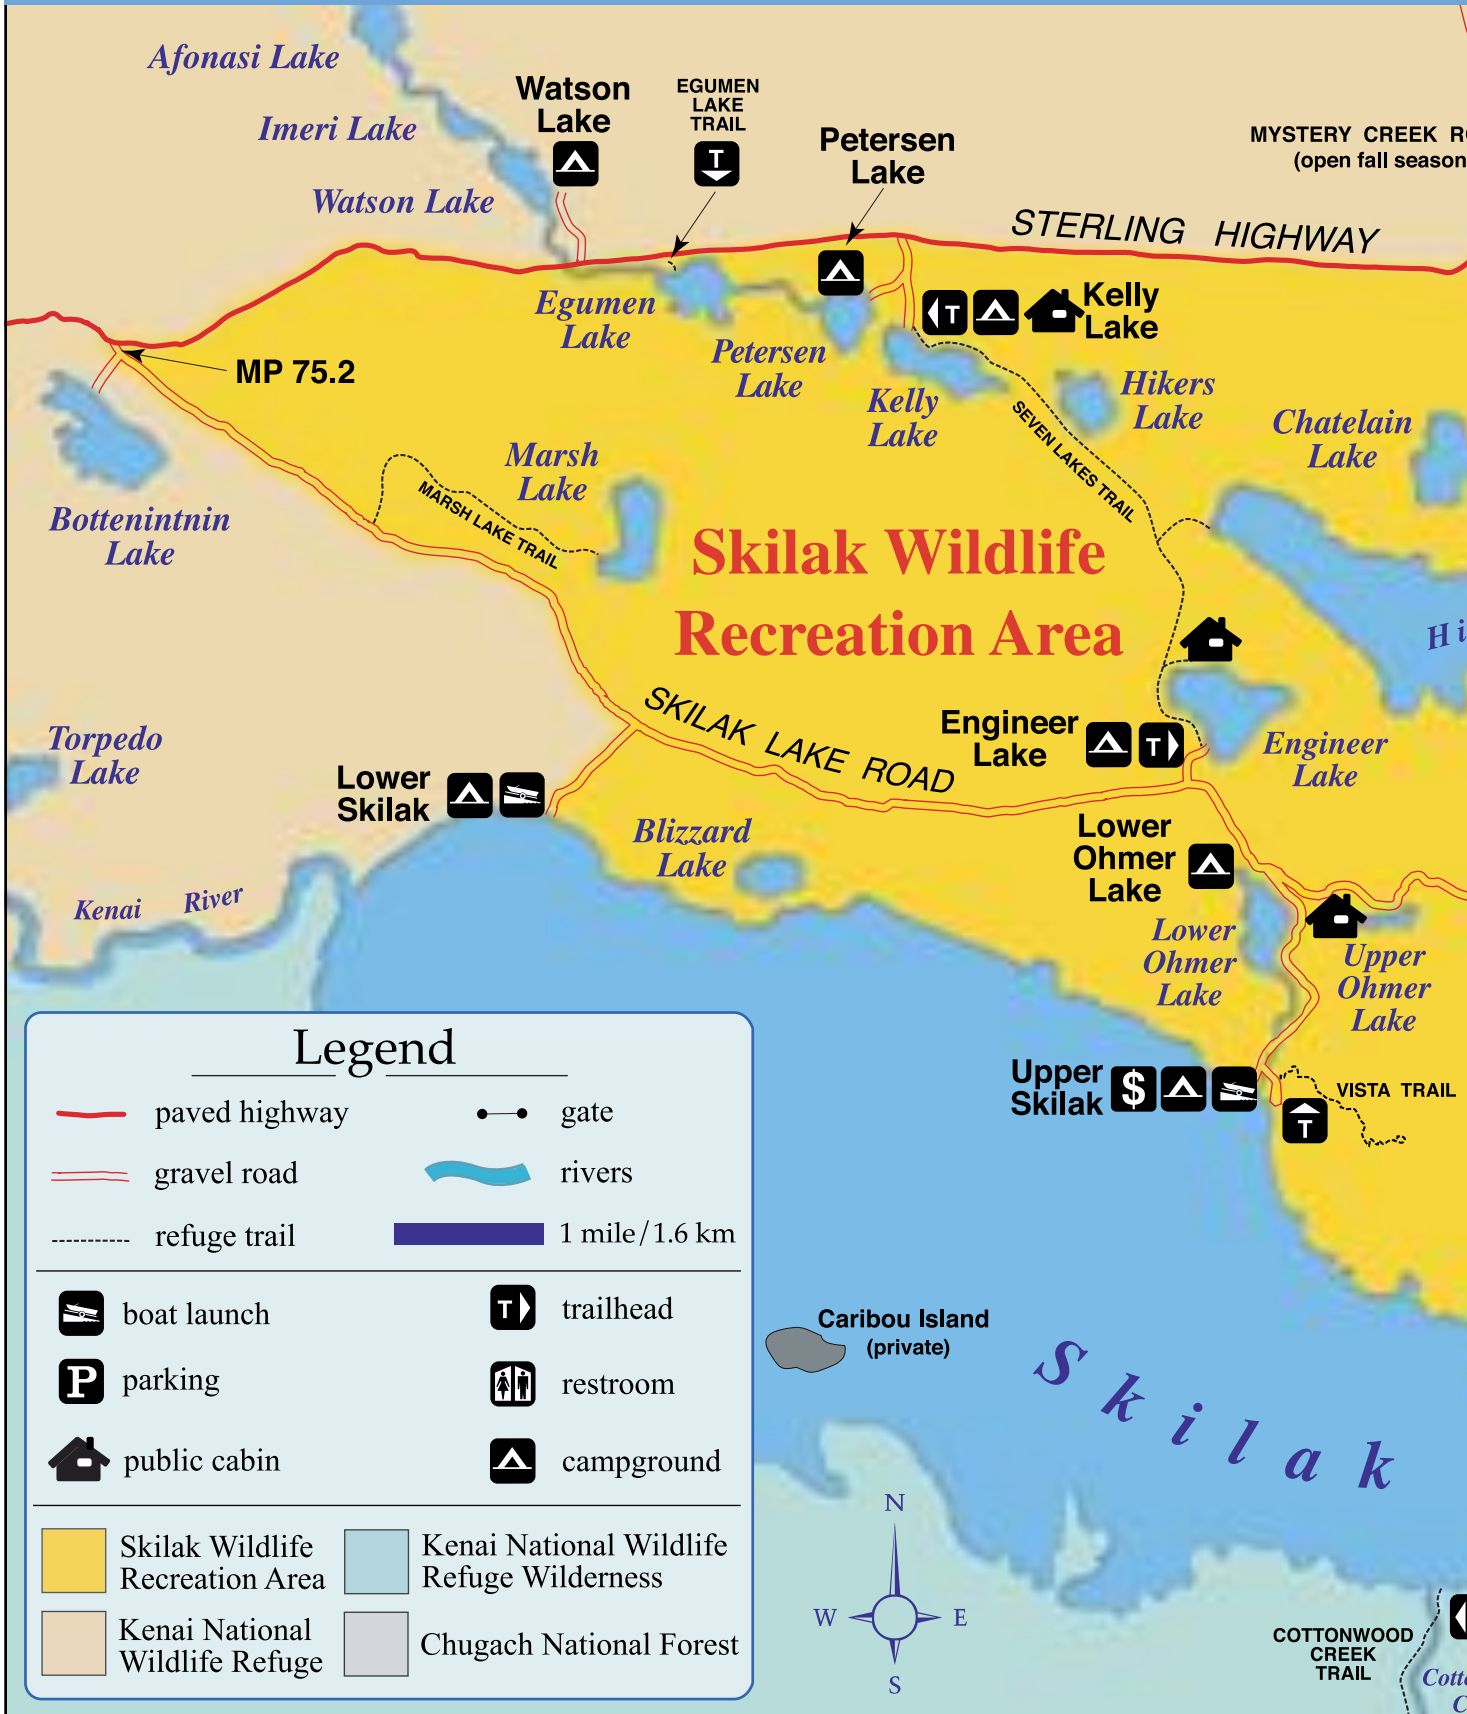 Afonasi Lake
Imeri Lake
Watson Lake
Watson
Lake
EGUMEN
LAKE
TRAIL
T
Petersen
Lake
MYSTERY CREEK
(open fall season
STERLING HIGHWAY
Egumen
Lake
Petersen
Lake
T
Kelly
Lake
Kelly
Lake
Hikers
Lake
Chatelain
Lake
MP 75.2
Bottenintnin
Lake
Marsh
Lake
MARSH LAKE TRAIL
SEVEN LAKES TRAIL
Skilak Wildlife
Recreation Area
Torpedo
Lake
SKILAK LAKE ROAD
Engineer
Lake
T
Engineer
Lake
Lower
Skilak
Blizzard
Lake
Lower
Ohmer
Lake
Kenai River
Lower
Ohmer
Lake
Upper
Ohmer
Lake
Upper
Skilak
$
T
VISTA TRAIL
Legend
paved highway
gate
gravel road
rivers
refuge trail
1 mile/1.6 km
boat launch
T
trailhead
P
parking
restroom
public cabin
campground
Skilak Wildlife
Recreation Area
Kenai National Wildlife
Refuge Wilderness
Kenai National
Wildlife Refuge
Chugach National Forest
Caribou Island
(private)
Skilak
N
W E
S
COTTONWOOD
CREEK
TRAIL